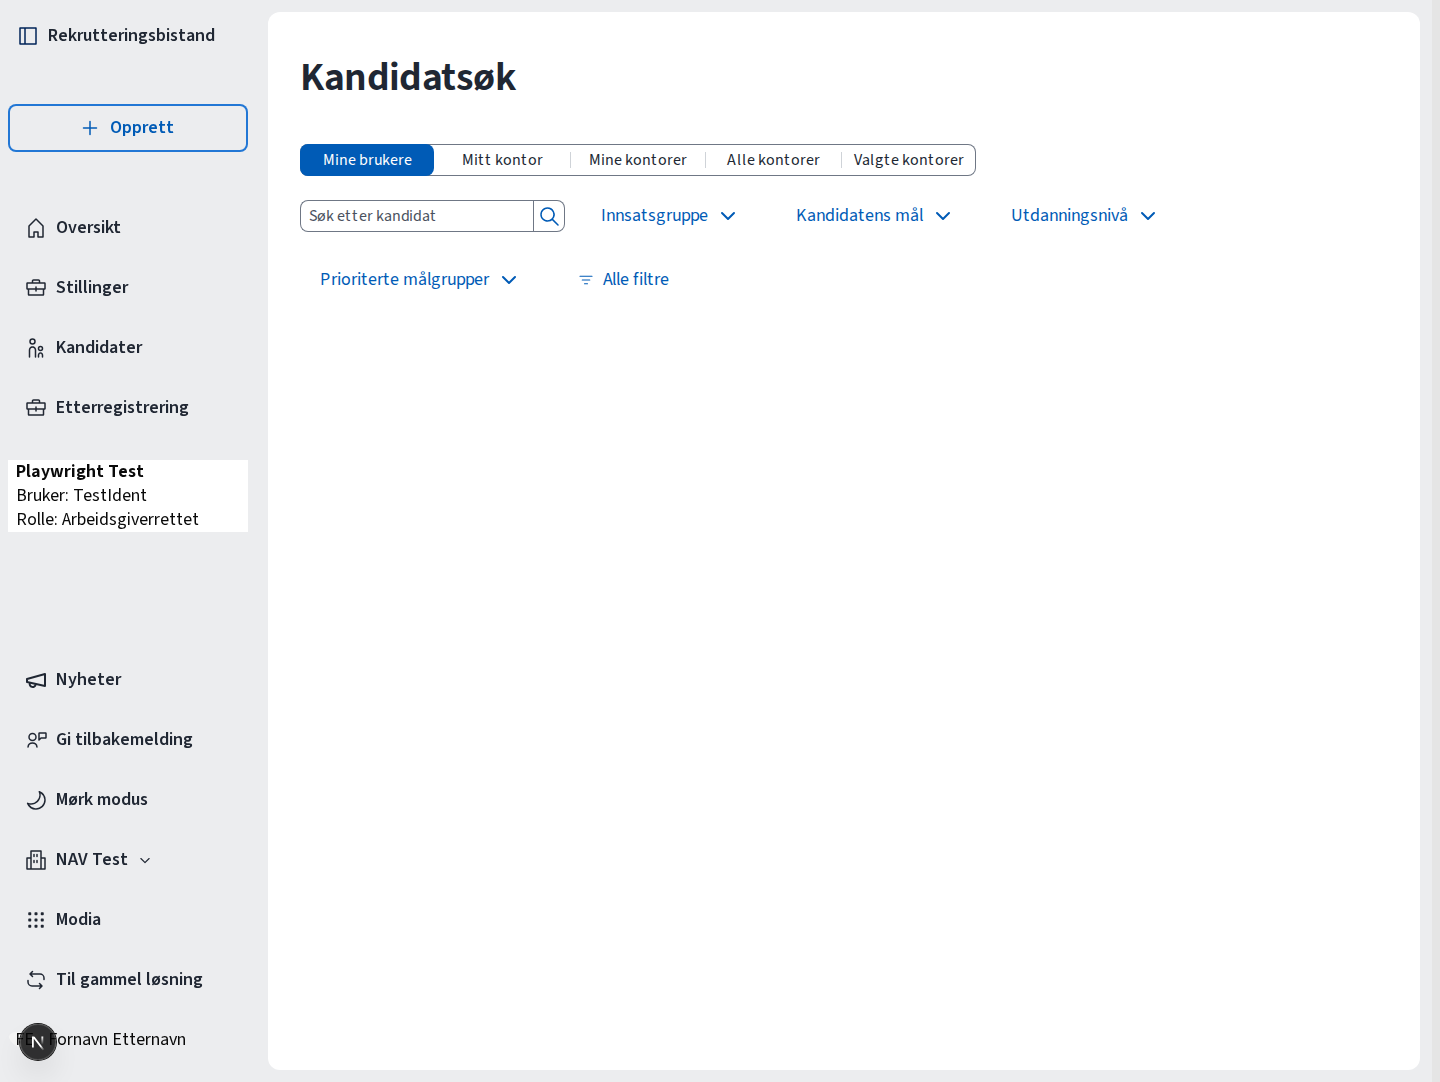 Rekrutteringsbistand
Opprett
Oversikt
Stillinger
Kandidater
Etterregistrering
Playwright Test
Bruker: TestIdent
Rolle: Arbeidsgiverrettet
Nyheter
Gi tilbakemelding
Mørk modus
NAV Test
Modia
Til gammel løsning
Fornavn Etternavn
Kandidatsøk
Mine brukere Mitt kontor Mine kontorer Alle kontorer Valgte kontorer
Søk etter kandidat Innsatsgruppe Kandidatens mål Utdanningsnivå
Prioriterte målgrupper Alle filtre